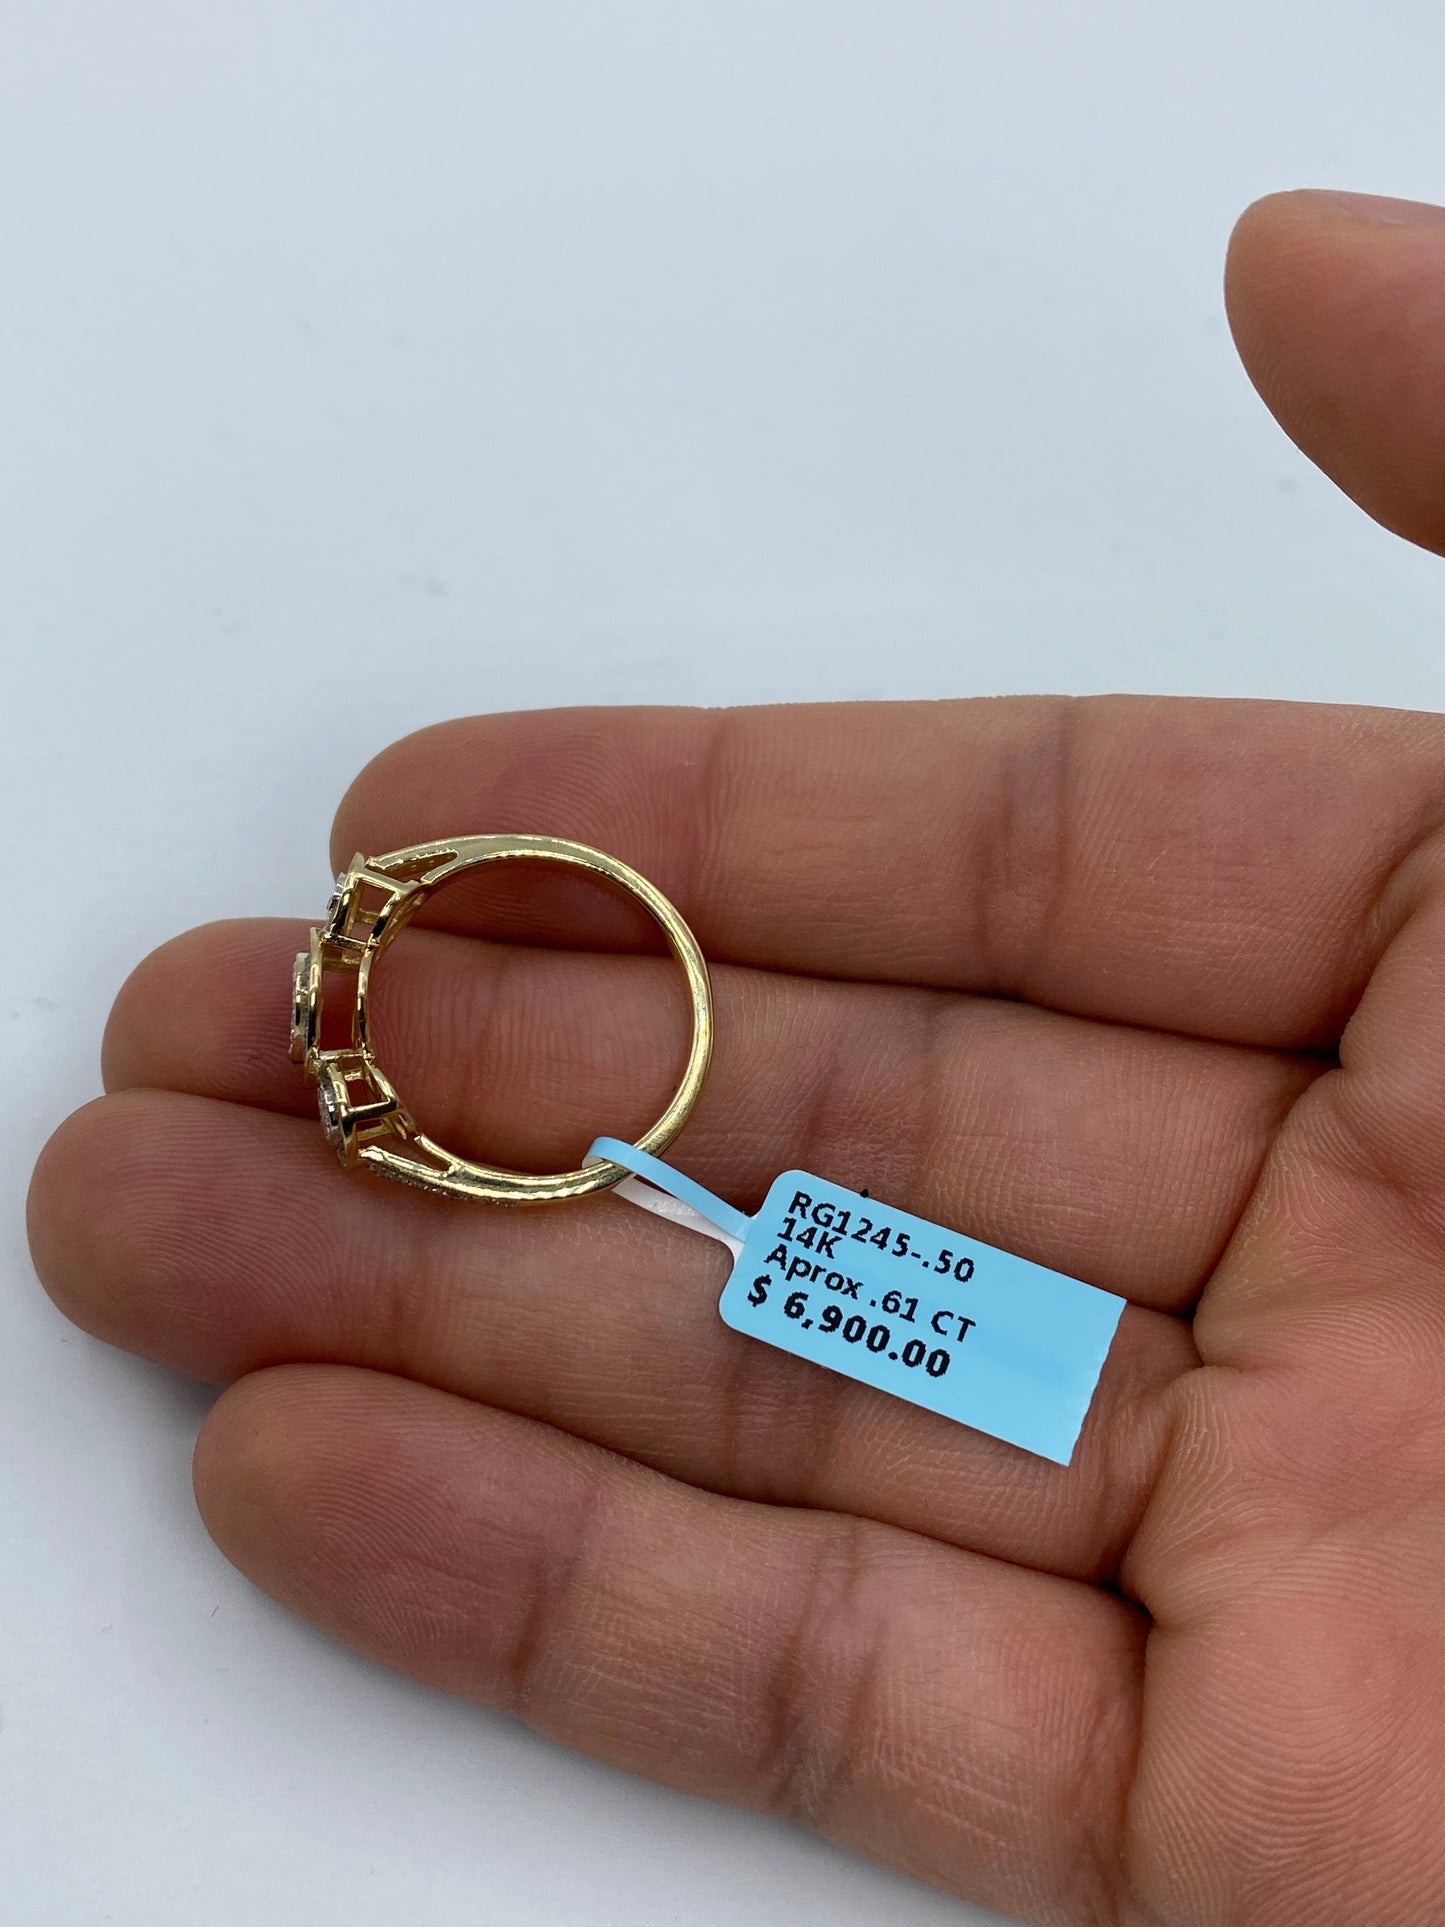 RG1245-.50
14K
Aprox .61 CT
$ 6,900.00